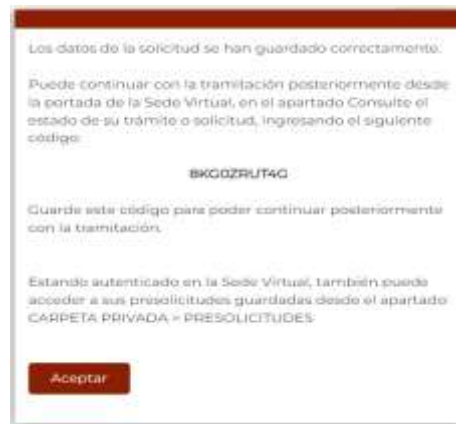 Los datos de la solicitud se han guardado correctamente.
Puede continuar con la tramitación posteriormente desde
la portada de la Sede Virtual, en el apartado Consulte el
estado de su trámite o solicitud, ingresando el siguiente
código:
8KG0ZRUT4G
Guarde este código para poder continuar posteriormente
con la tramitación.
Estando autenticado en la Sede Virtual, también puede
acceder a sus presolicitudes guardadas desde el apartado
CARPETA PRIVADA > PRESOLICITUDES
Aceptar